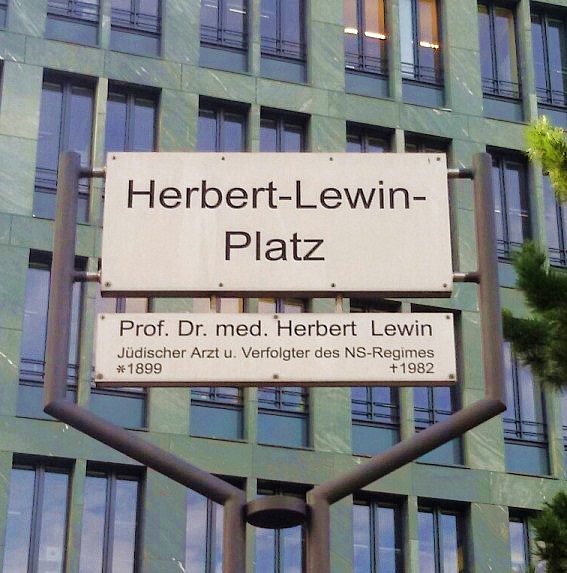 Herbert-Lewin-
Platz
Prof. Dr. med. Herbert Lewin
Jüdischer Arzt u. Verfolgter des NS-Regimes
*1899 †1982